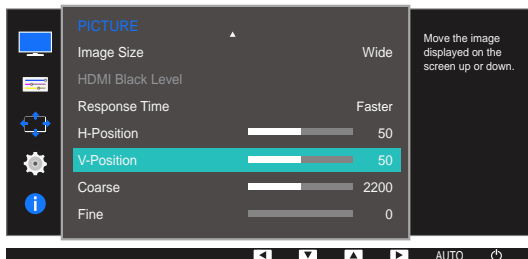 PICTURE
Image Size Wide
HDMI Black Level
Response Time Faster
H-Position 50
V-Position 50
Coarse 2200
Fine 0
Move the image
displayed on the
screen up or down.
i
AUTO